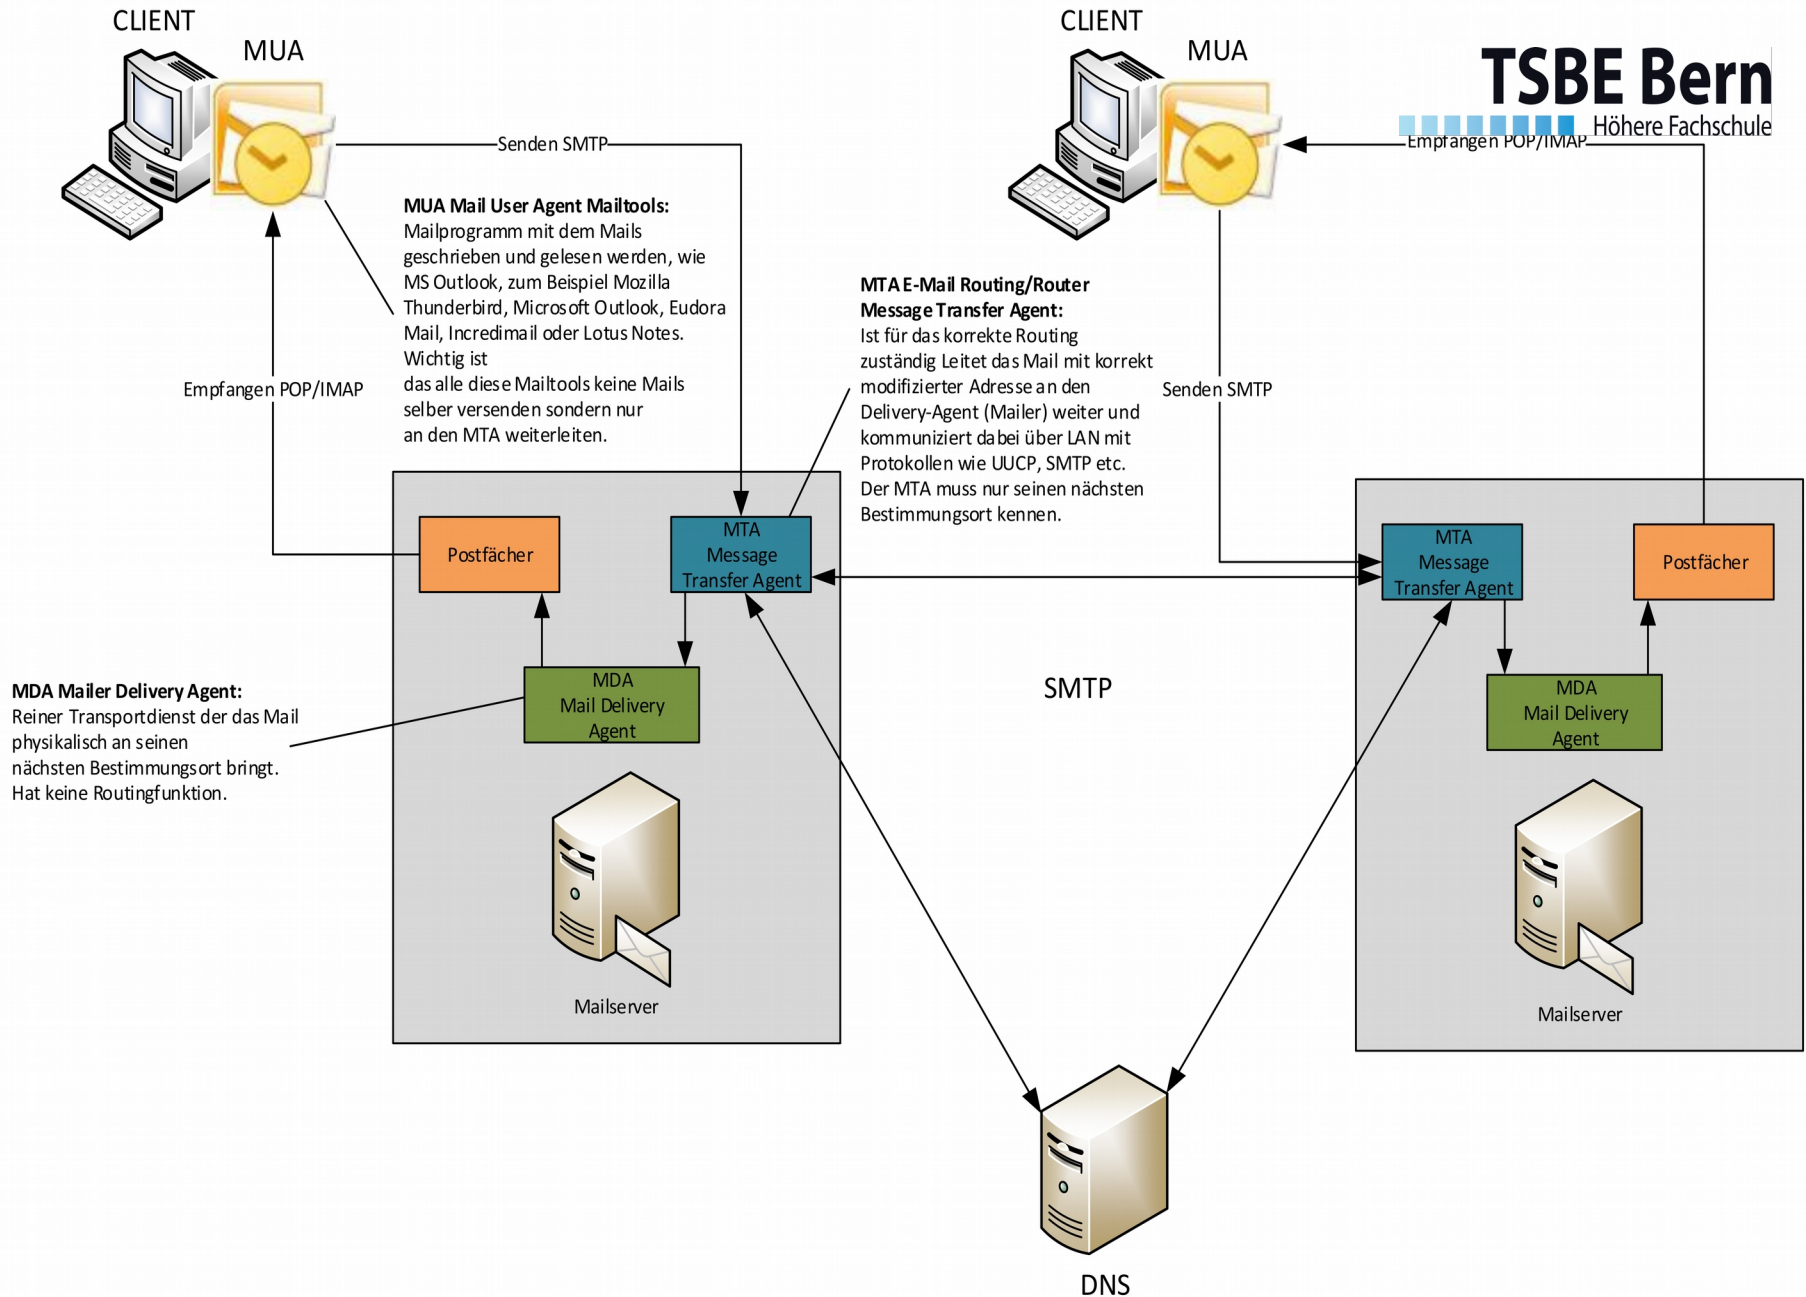 CLIENT
MUA
CLIENT
MUA
TSBE Bern
Höhere Fachschule
Senden SMTP
Empfangen POP/IMAP
MUA Mail User Agent Mailtools:
Mailprogramm mit dem Mails
geschrieben und gelesen werden, wie
MS Outlook, zum Beispiel Mozilla
Thunderbird, Microsoft Outlook, Eudora
Mail, Incredimail oder Lotus Notes.
Wichtig ist
das alle diese Mailtools keine Mails
selber versenden sondern nur
an den MTA weiterleiten.
MTA E-Mail Routing/Router
Message Transfer Agent:
Ist für das korrekte Routing
zuständig Leitet das Mail mit korrekt
modifizierter Adresse an den
Delivery-Agent (Mailer) weiter und
kommuniziert dabei über LAN mit
Protokollen wie UUCP, SMTP etc.
Der MTA muss nur seinen nächsten
Bestimmungsort kennen.
Empfangen POP/IMAP
Senden SMTP
Postfächer
MTA
Message
Transfer Agent
MTA
Message
Transfer Agent
Postfächer
MDA Mailer Delivery Agent:
Reiner Transportdienst der das Mail
physikalisch an seinen
nächsten Bestimmungsort bringt.
Hat keine Routingfunktion.
MDA
Mail Delivery
Agent
SMTP
MDA
Mail Delivery
Agent
Mailserver
Mailserver
DNS